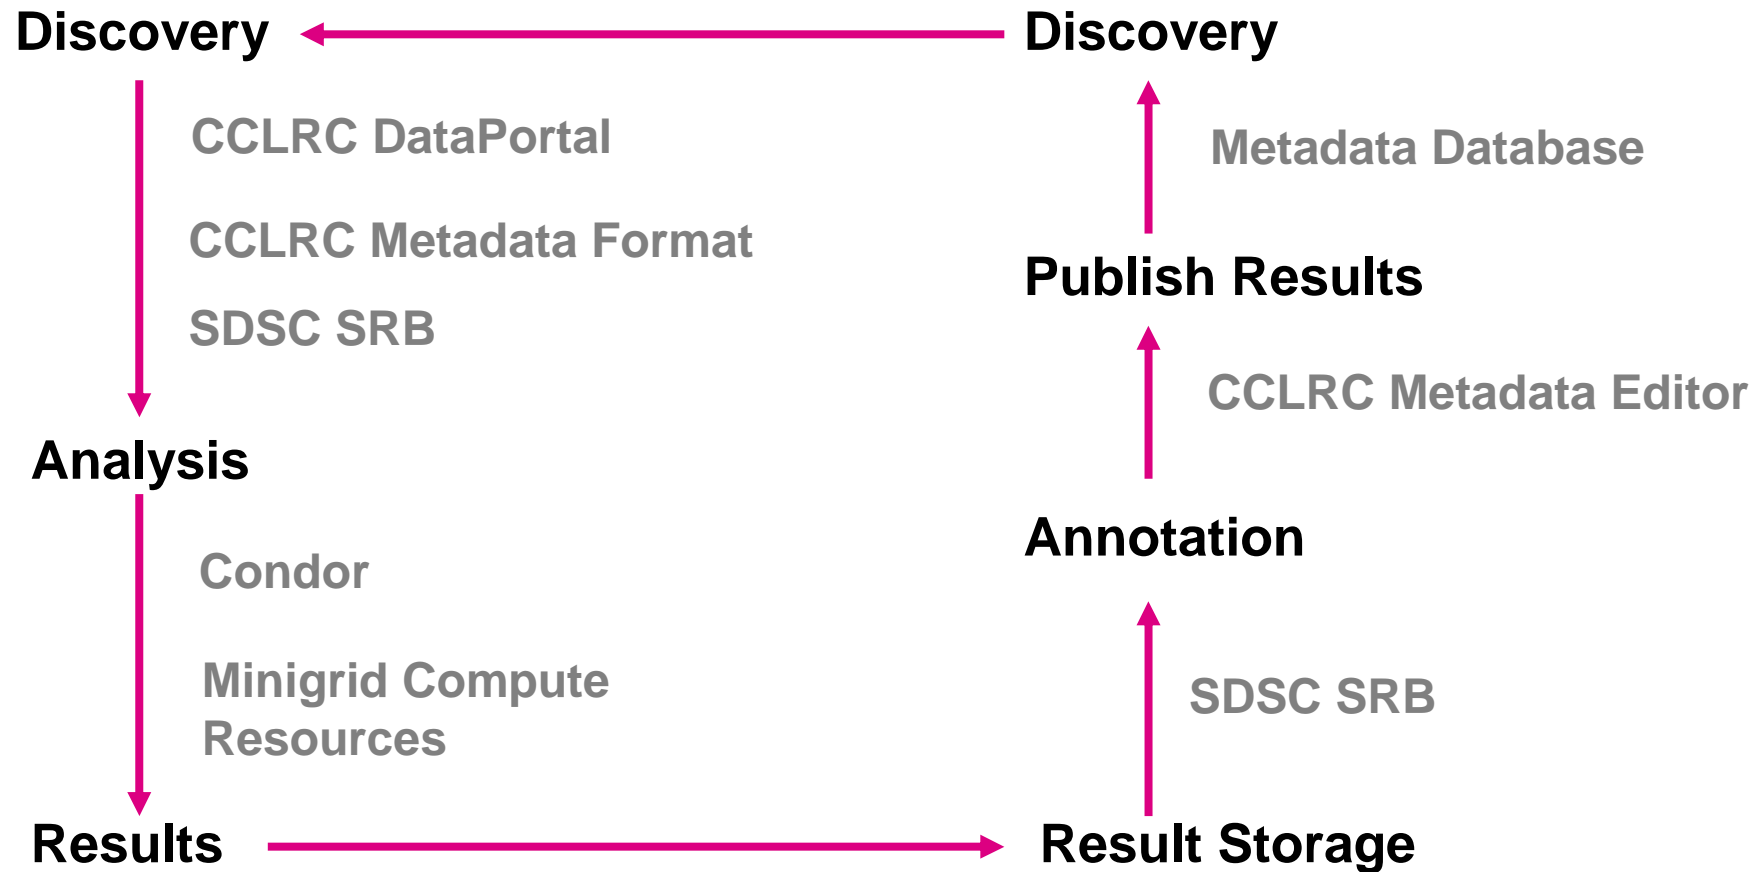 Discovery
CCLRC DataPortal
CCLRC Metadata Format
SDSC SRB
Analysis
Condor
Minigrid Compute
Resources
Results
Discovery
Metadata Database
Publish Results
CCLRC Metadata Editor
Annotation
SDSC SRB
Result Storage